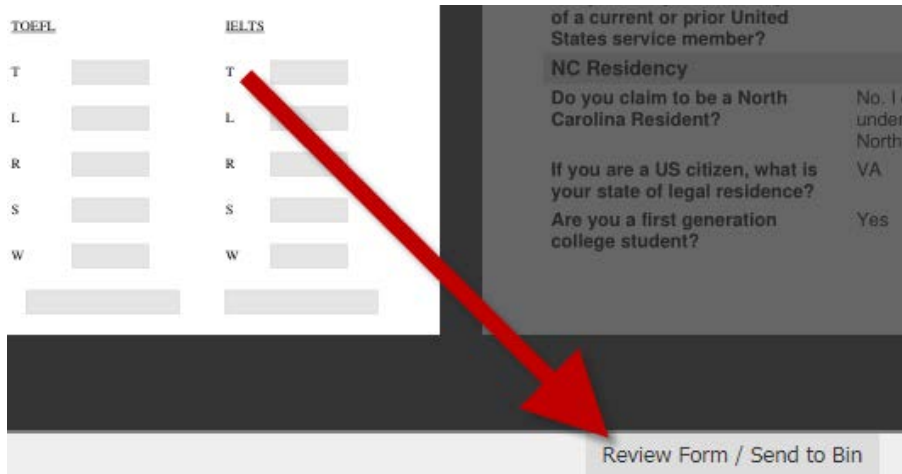 TOEFL IELTS
T T
L L
R R
S S
W W
of a current or prior United
States service member?
NC Residency
Do you claim to be a North
Carolina Resident?
No. I
under
North
If you are a US citizen, what is
your state of legal residence?
VA
Are you a first generation
college student?
Yes
Review Form / Send to Bin